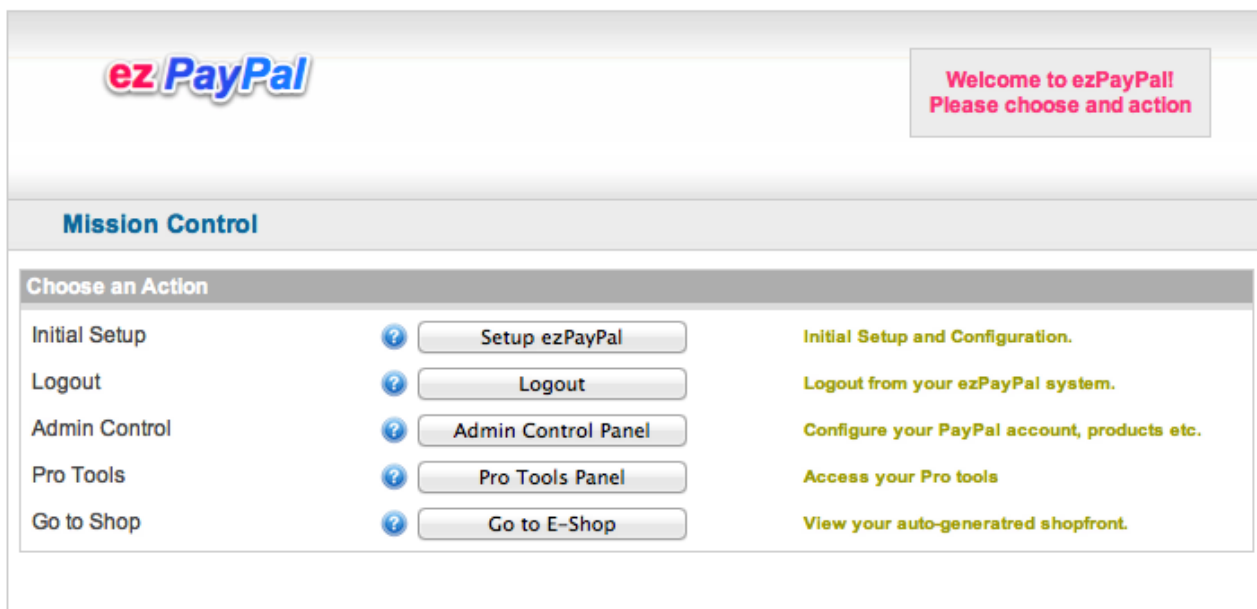 ez PayPal
Welcome to ezPayPal!
Please choose and action
Mission Control
Choose an Action
Initial Setup ? Setup ezPayPal Initial Setup and Configuration.
Logout ? Logout Logout from your ezPayPal system.
Admin Control ? Admin Control Panel Configure your PayPal account, products etc.
Pro Tools ? Pro Tools Panel Access your Pro tools
Go to Shop ? Go to E-Shop View your auto-generatred shopfront.